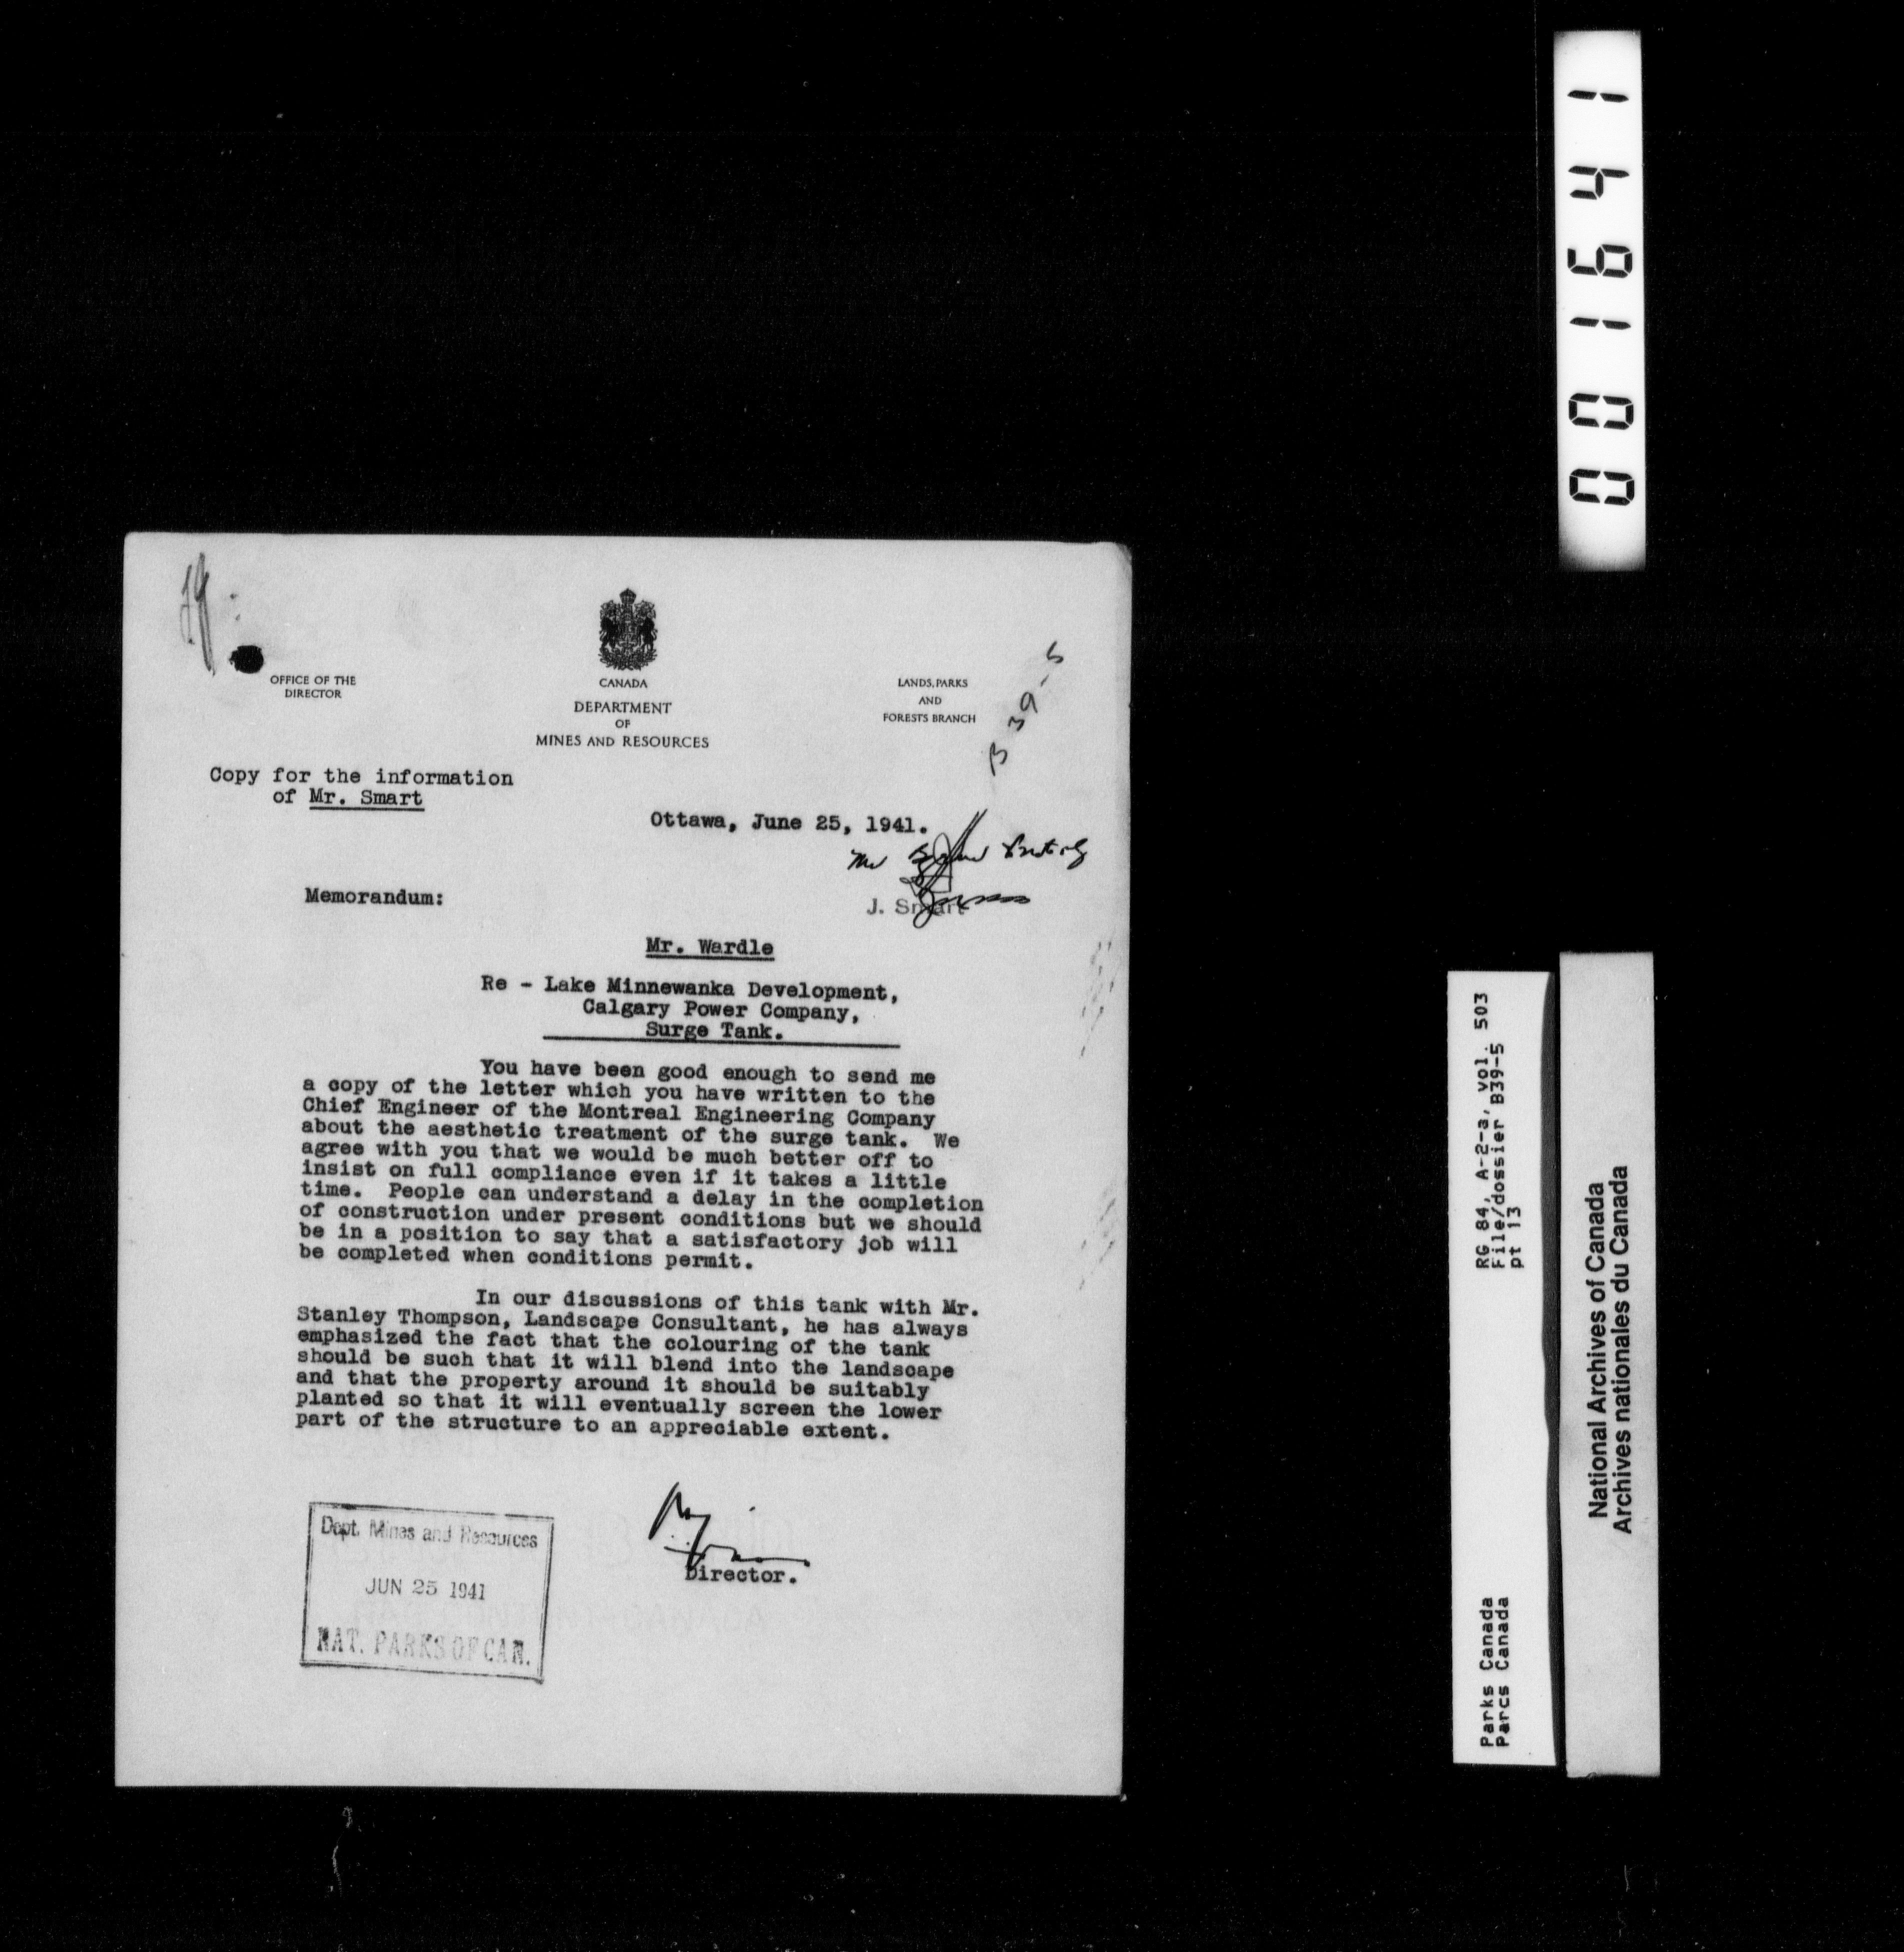 001641
OFFICE OF THE
DIRECTOR
CANADA
DEPARTMENT
OF
MINES AND RESOURCES
LANDS, PARKS
AND
FORESTS BRANCH
B 39-5
Copy for the information
of Mr. Smart
Ottawa, June 25, 1941.
Memorandum:
J. Smart
Mr. Wardle
Re - Lake Minnewanka Development,
Calgary Power Company,
Surge Tank.
You have been good enough to send me
a copy of the letter which you have written to the
Chief Engineer of the Montreal Engineering Company
about the aesthetic treatment of the surge tank. We
agree with you that we would be much better off to
insist on full compliance even if it takes a little
time. People can understand a delay in the completion
of construction under present conditions but we should
be in a position to say that a satisfactory job will
be completed when conditions permit.
In our discussions of this tank with Mr.
Stanley Thompson, Landscape Consultant, he has always
emphasized the fact that the colouring of the tank
should be such that it will blend into the landscape
and that the property around it should be suitably
planted so that it will eventually screen the lower
part of the structure to an appreciable extent.
Director.
Dept. Mines and Resources
JUN 25 1941
NAT. PARKS OF CAN.
RG 84, A-2-a, vol. 503
File/dossier B39-5
pt 13
Parks Canada
Parcs Canada
National Archives of Canada
Archives nationales du Canada